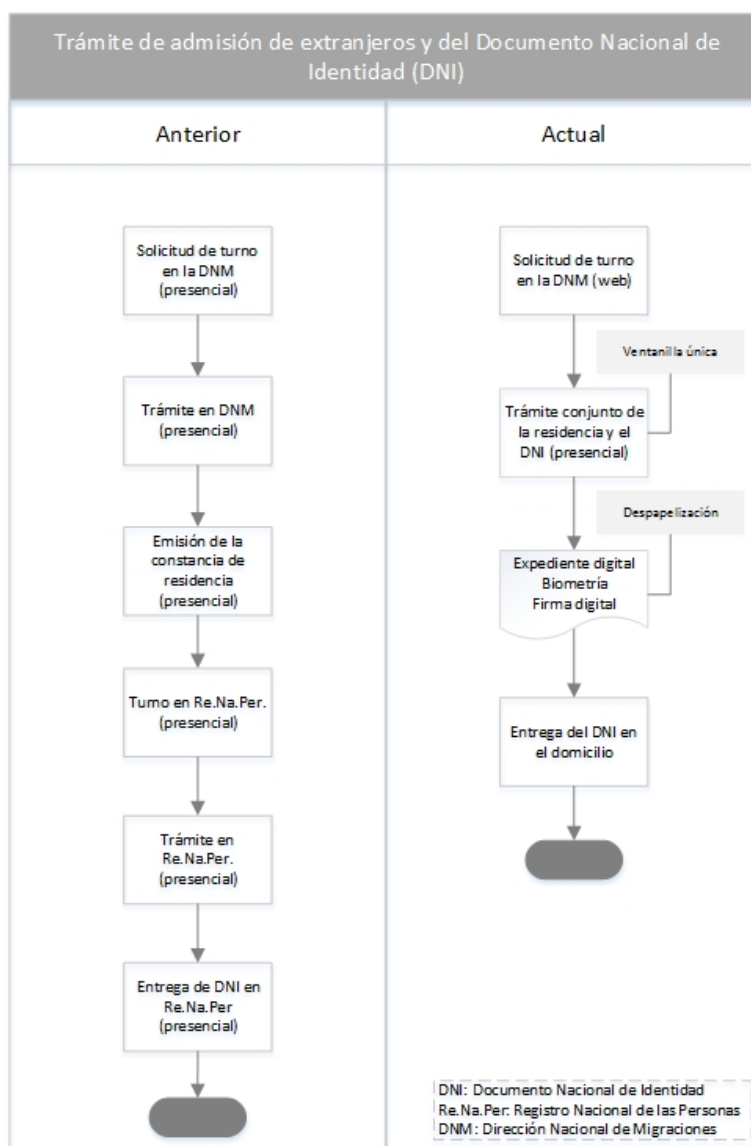 Trámite de admisión de extranjeros y del Documento Nacional de
Identidad (DNI)
Anterior
Actual
Solicitud de turno
en la DNM
(presencial)
Trámite en DNM
(presencial)
Emisión de la
constancia de
residencia
(presencial)
Turno en Re.Na.Per.
(presencial)
Trámite en
Re.Na.Per.
(presencial)
Entrega de DNI en
Re.Na.Per
(presencial)
Solicitud de turno
en la DNM (web)
Ventanilla única
Trámite conjunto de
la residencia y el
DNI (presencial)
Despapelización
Expediente digital
Biometría
Firma digital
Entrega del DNI en
el domicilio
DNI: Documento Nacional de Identidad
Re.Na.Per: Registro Nacional de las Personas
DNM: Dirección Nacional de Migraciones